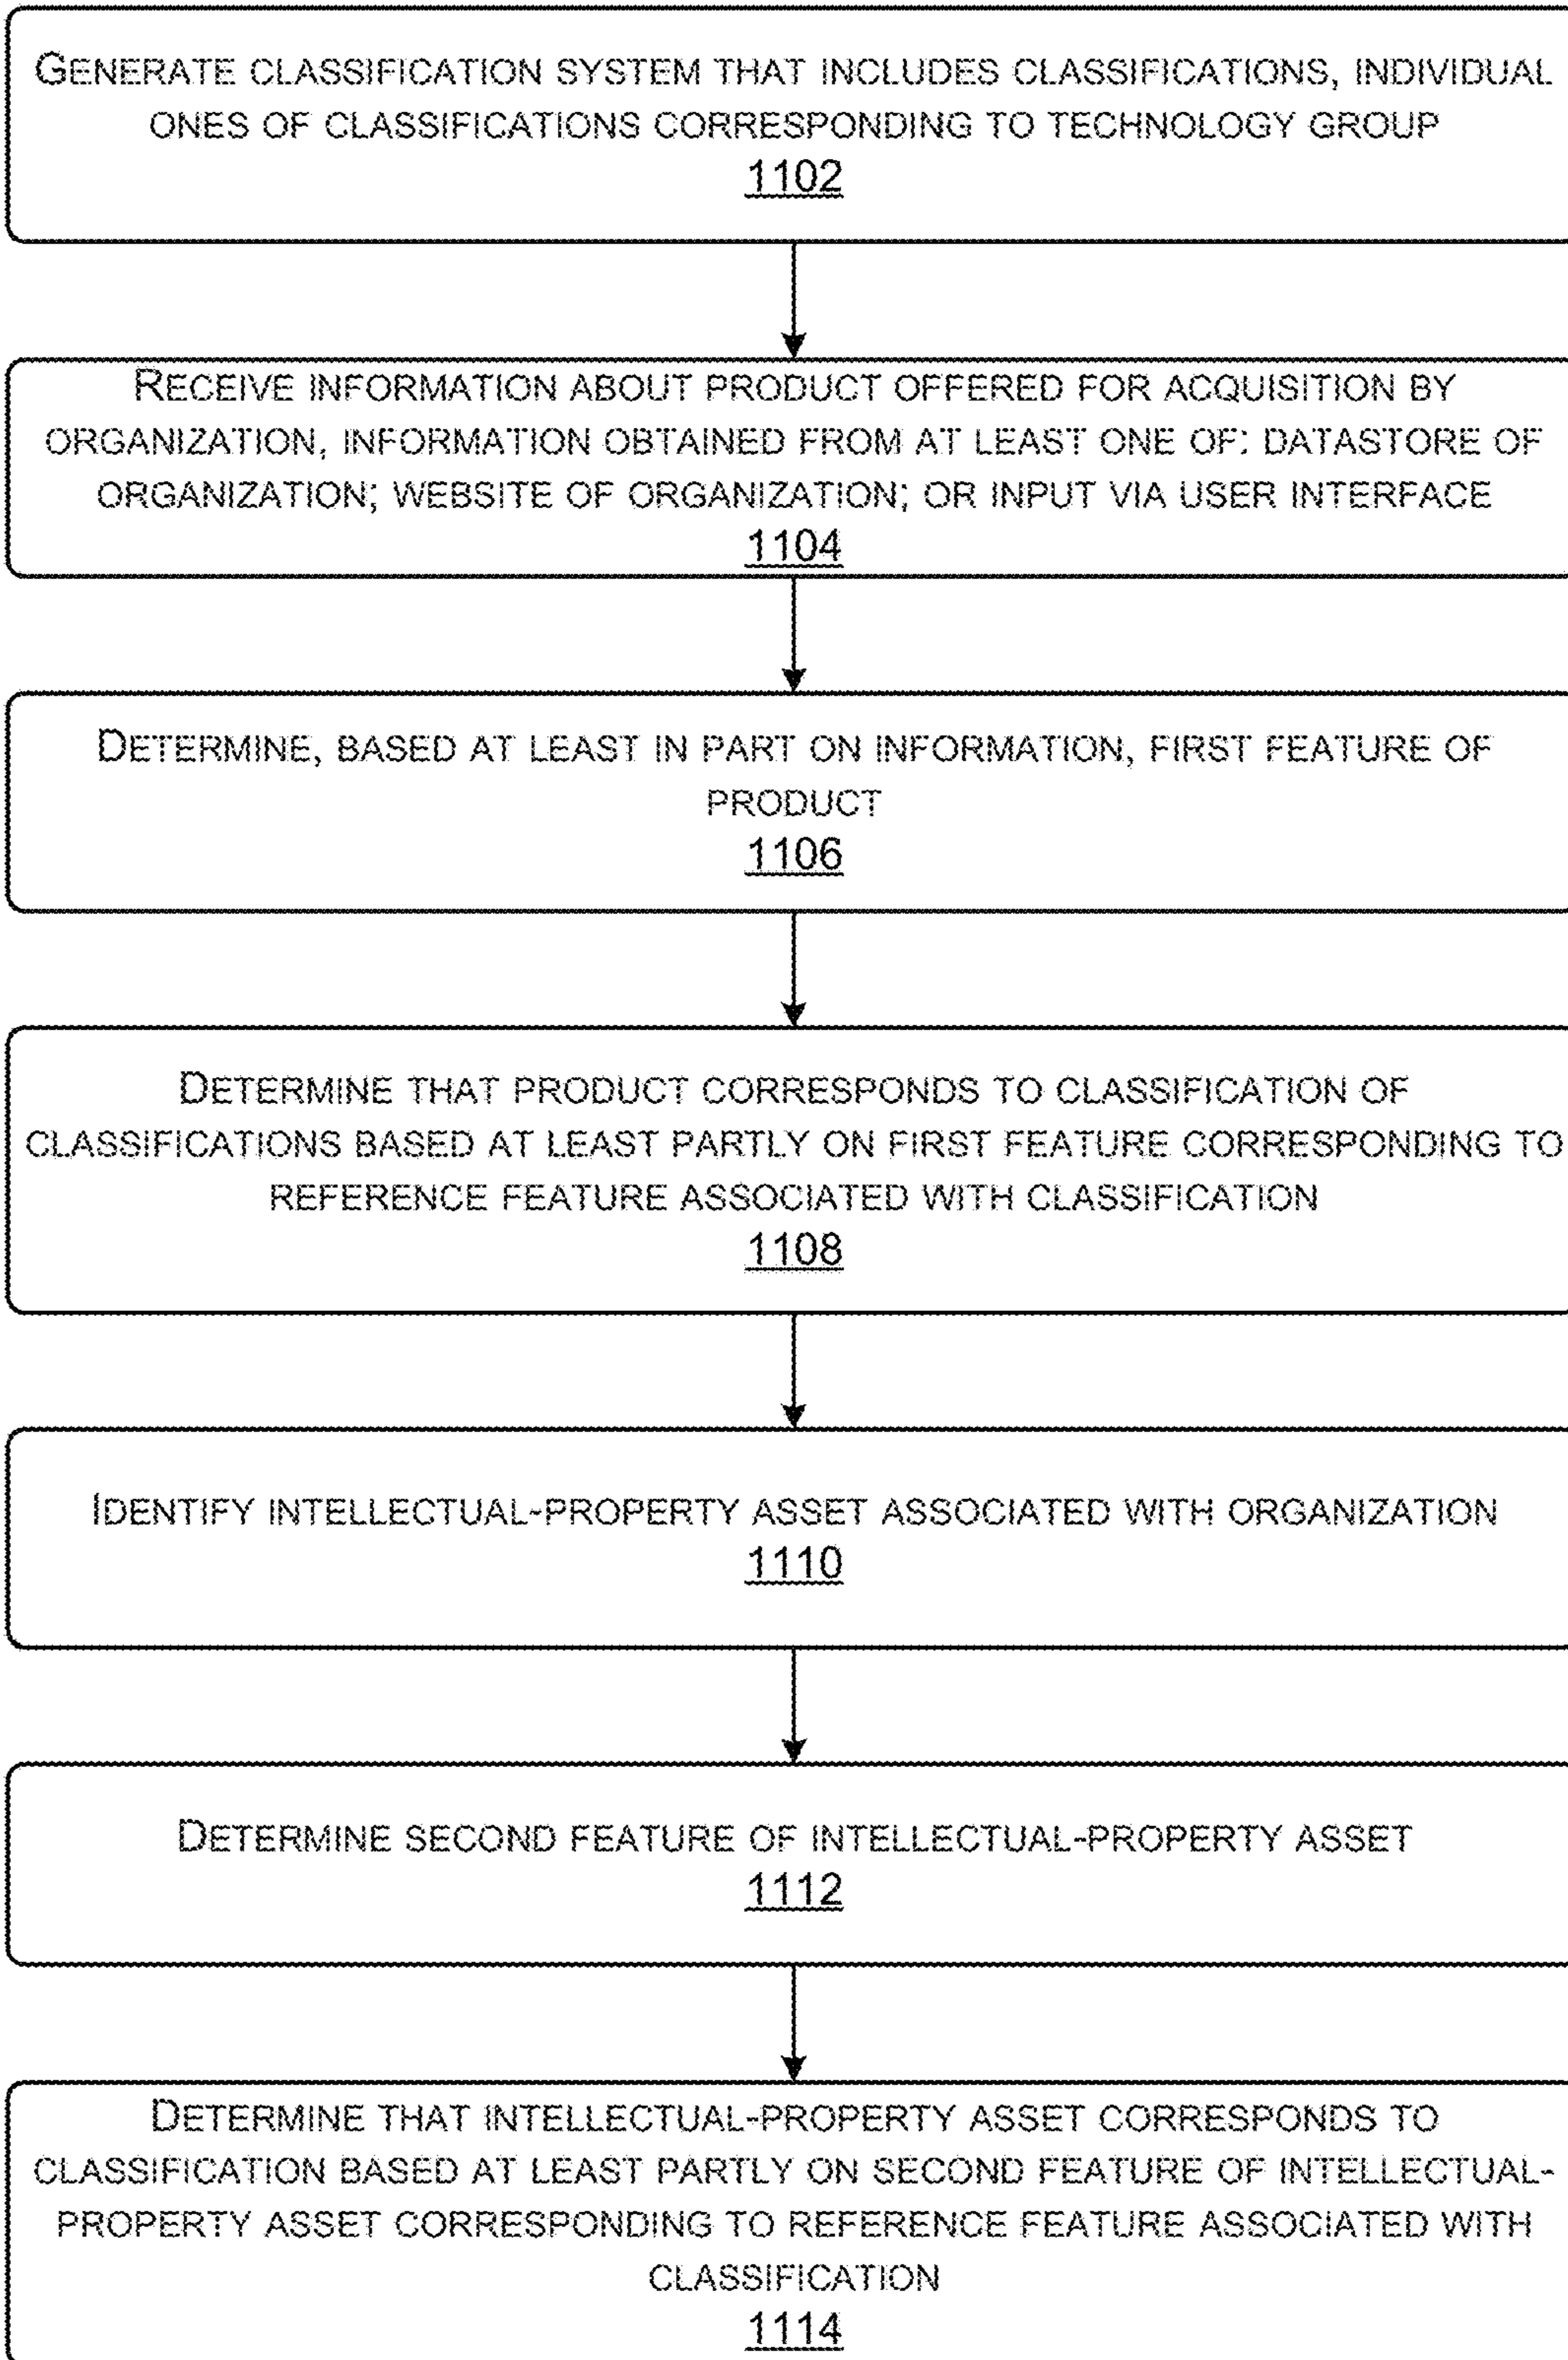 GENERATE CLASSIFICATION SYSTEM THAT INCLUDES CLASSIFICATIONS, INDIVIDUAL
ONES OF CLASSIFICATIONS CORRESPONDING TO TECHNOLOGY GROUP
1102
RECEIVE INFORMATION ABOUT PRODUCT OFFERED FOR ACQUISITION BY
ORGANIZATION, INFORMATION OBTAINED FROM AT LEAST ONE OF: DATASTORE OF
ORGANIZATION; WEBSITE OF ORGANIZATION; OR INPUT VIA USER INTERFACE
1104
DETERMINE, BASED AT LEAST IN PART ON INFORMATION, FIRST FEATURE OF
PRODUCT
1106
DETERMINE THAT PRODUCT CORRESPONDS TO CLASSIFICATION OF
CLASSIFICATIONS BASED AT LEAST PARTLY ON FIRST FEATURE CORRESPONDING TO
REFERENCE FEATURE ASSOCIATED WITH CLASSIFICATION
1108
IDENTIFY INTELLECTUAL-PROPERTY ASSET ASSOCIATED WITH ORGANIZATION
1110
DETERMINE SECOND FEATURE OF INTELLECTUAL-PROPERTY ASSET
1112
DETERMINE THAT INTELLECTUAL-PROPERTY ASSET CORRESPONDS TO
CLASSIFICATION BASED AT LEAST PARTLY ON SECOND FEATURE OF INTELLECTUAL-
PROPERTY ASSET CORRESPONDING TO REFERENCE FEATURE ASSOCIATED WITH
CLASSIFICATION
1114